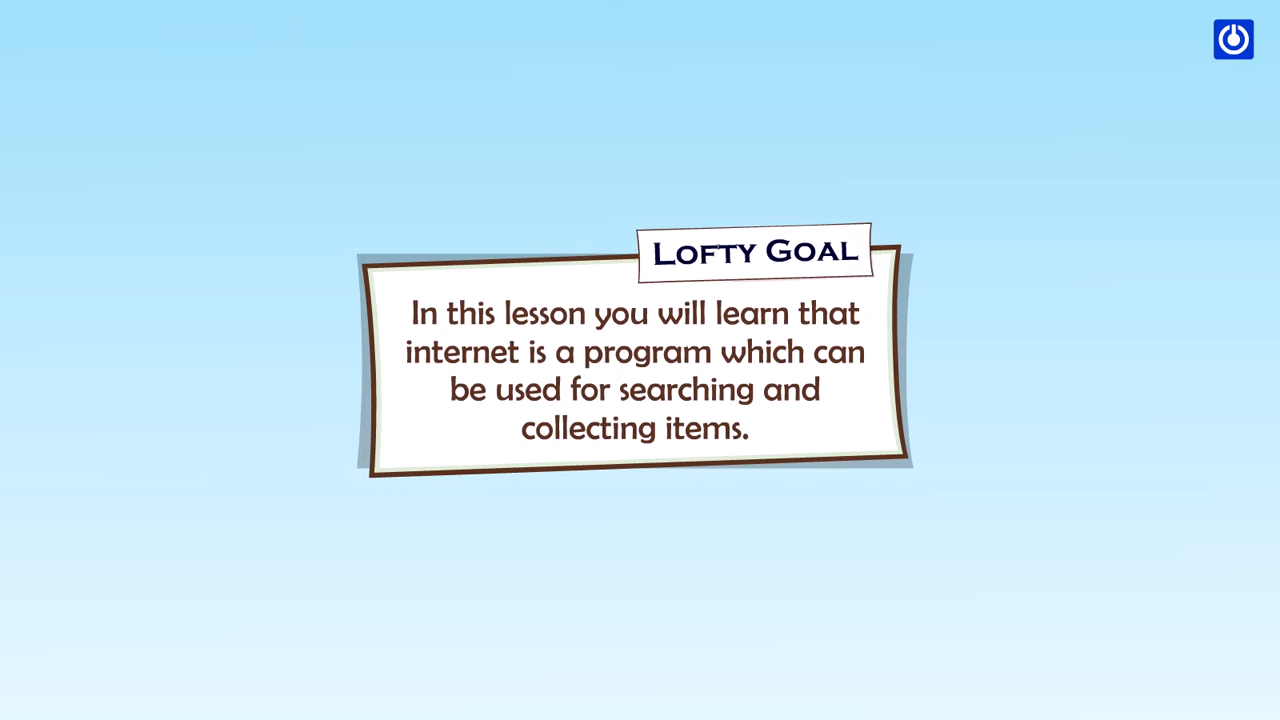 Lofty Goal
In this lesson you will learn that
internet is a program which can
be used for searching and
collecting items.